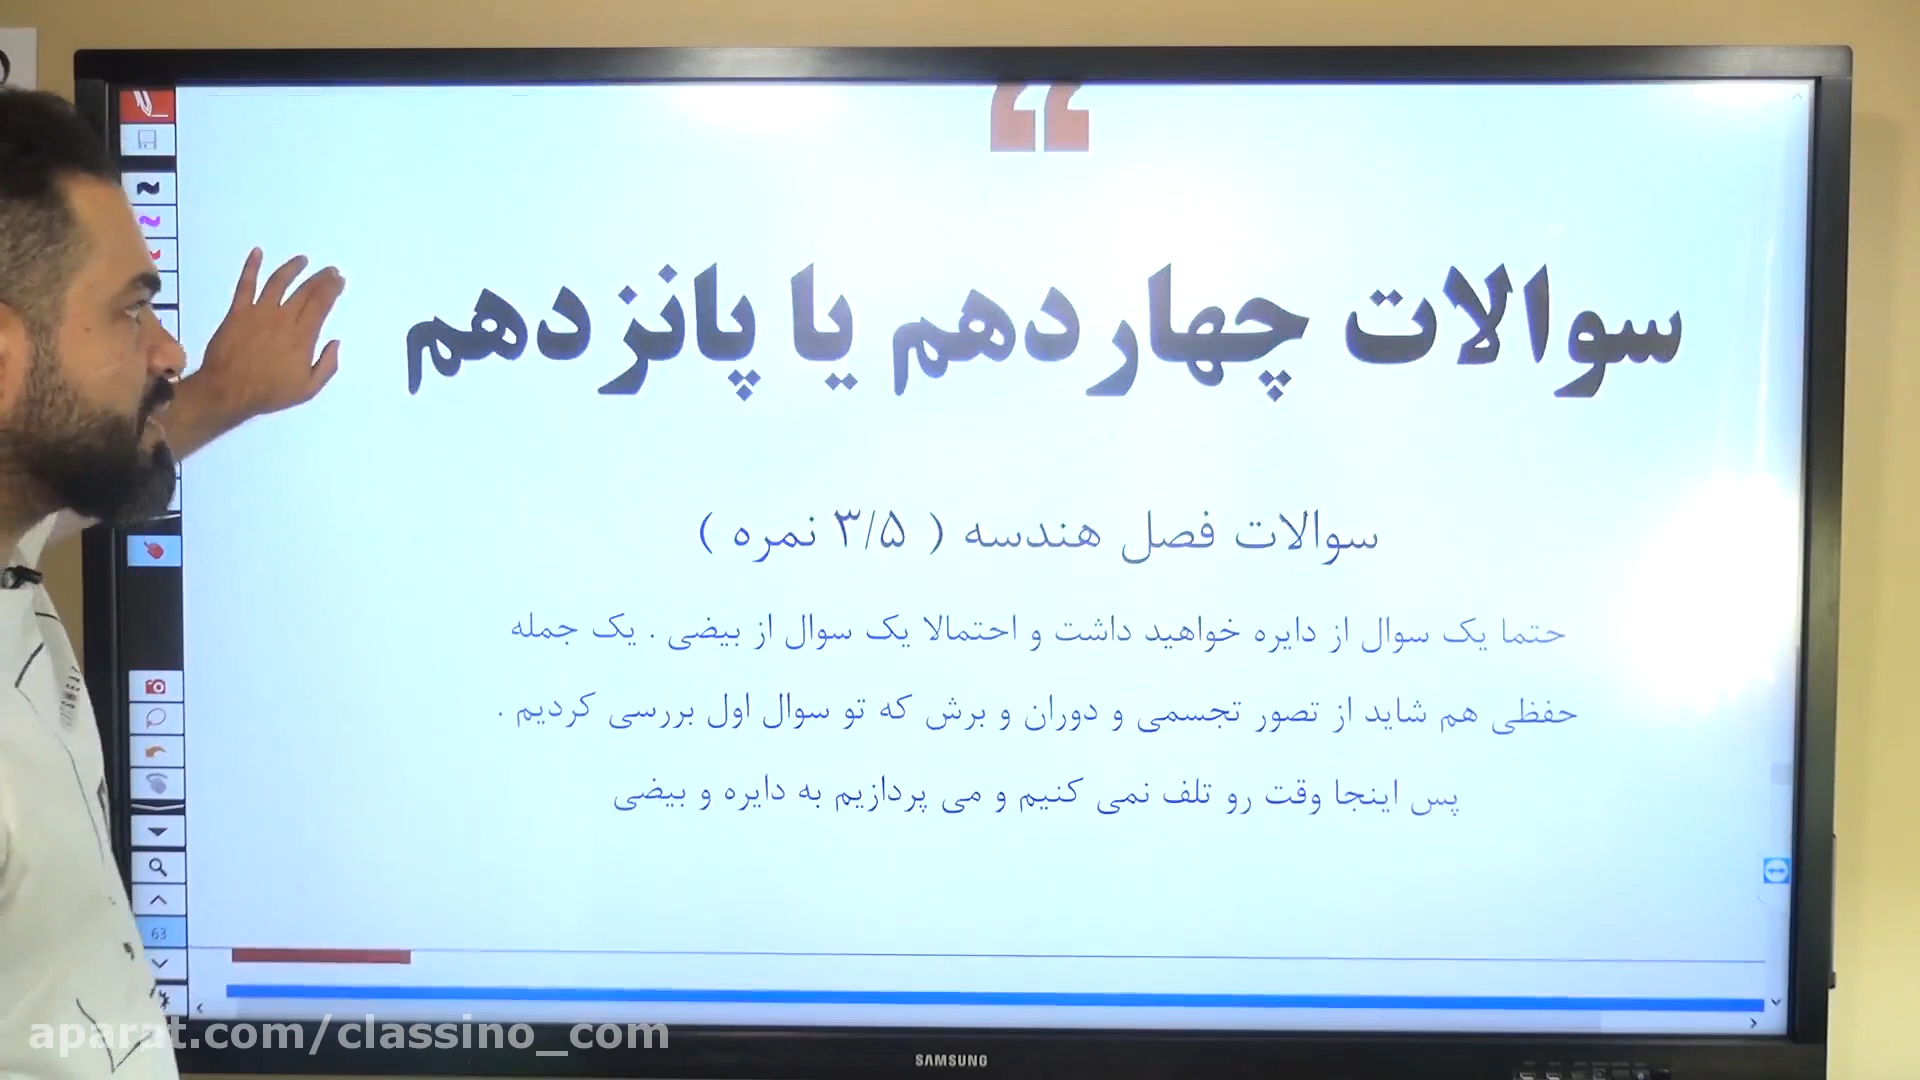 “
سوالات چهاردهم یا پانزدهم
سوالات فصل هندسه ( ۳/۵ نمره )
حتما یک سوال از دایره خواهید داشت و احتمالا یک سوال از بیضی . یک جمله
حفظی هم شاید از تصور تجسمی و دوران و برش که تو سوال اول بررسی کردیم .
پس اینجا وقت رو تلف نمی کنیم و می پردازیم به دایره و بیضی
63
aparat.com/classino_com
SAMSUNG